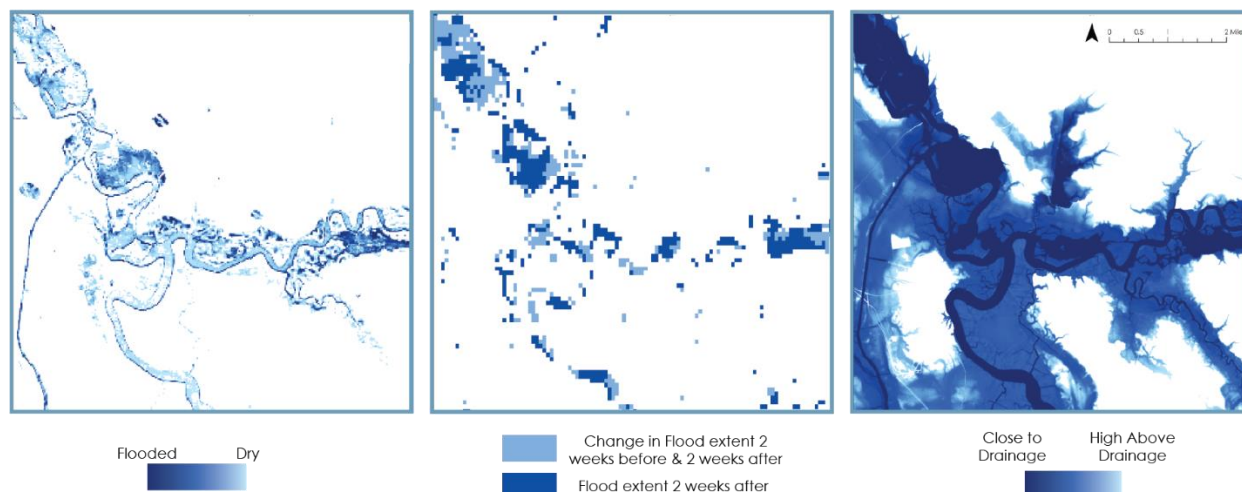 0 0.5 1 2 Mile
Flooded Dry
Change in Flood extent 2
weeks before & 2 weeks after
Flood extent 2 weeks after
Close to High Above
Drainage Drainage